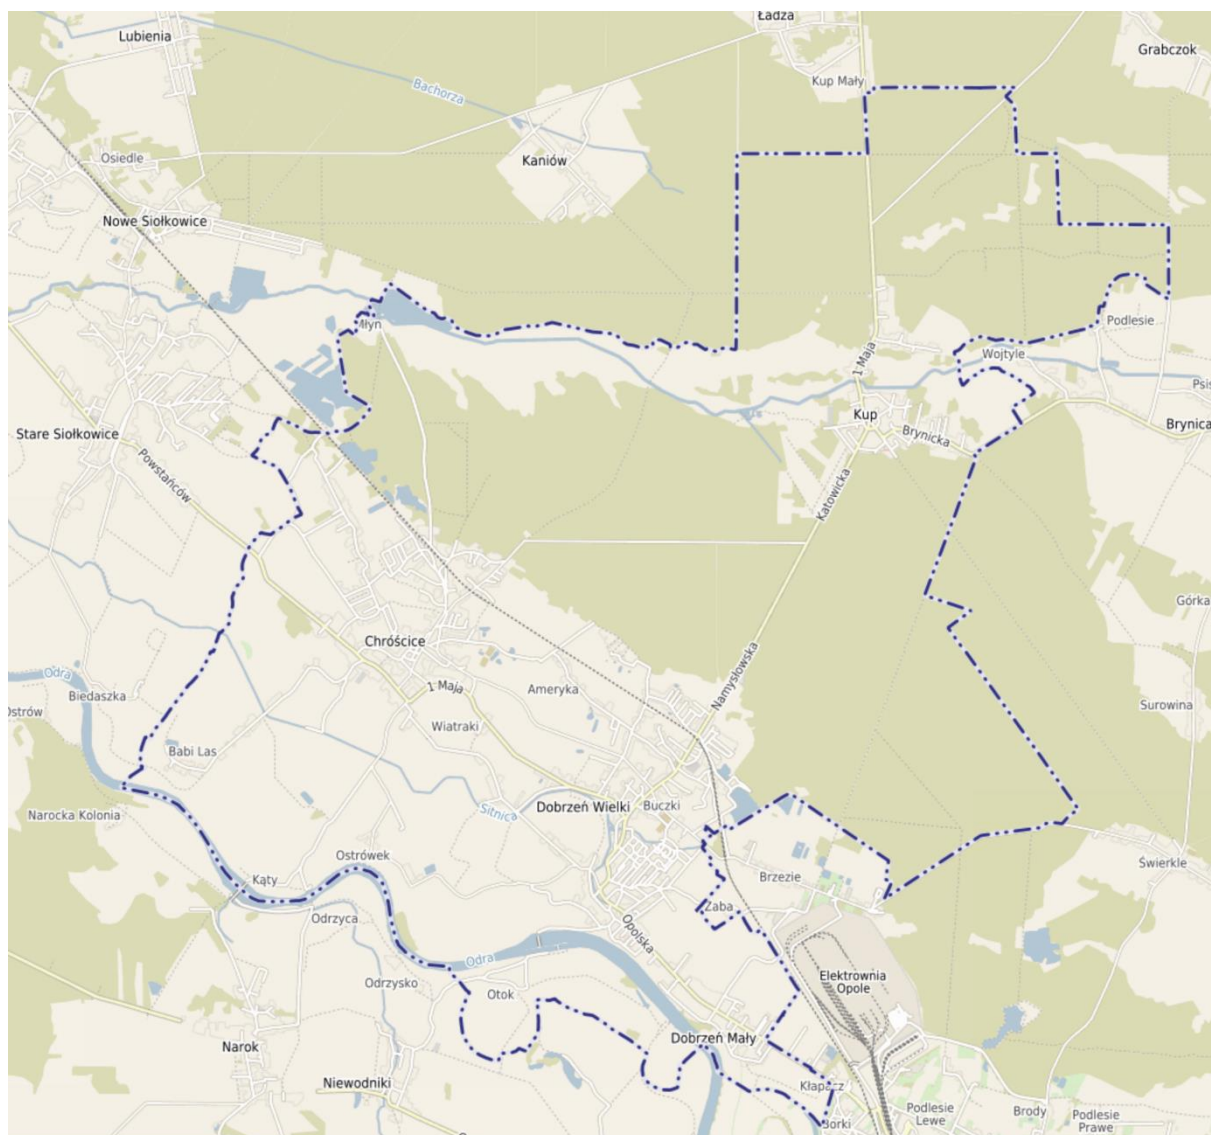 Ładza
Lubienia
Grabczok
Kup Mały
Bachorza
Osiedle
Kaniów
Nowe Siołkowice
Młyn
Podlesie
Wojtyle
1 Maja
Psis
Kup
Brynica
Brynicka
Stare Siołkowice
Powstańców
Katowicka
Górka
Chróścice
Odra
Namysłowska
1 Maja
Ameryka
Biedaszka
Ostrów
Surowina
Wiatraki
Babi Las
Dobrzeń Wielki
Buczki
Sitnica
Narocka Kolonia
Ostrówek
Świerkle
Kąty
Brzezie
Żaba
Odrzyca
Opolska
Odra
Elektrownia
Opole
Odrzysko
Otok
Dobrzeń Mały
Narok
Niewodniki
Kłapacz
Podlesie
Lewe
Brody
Podlesie
Prawe
Borki